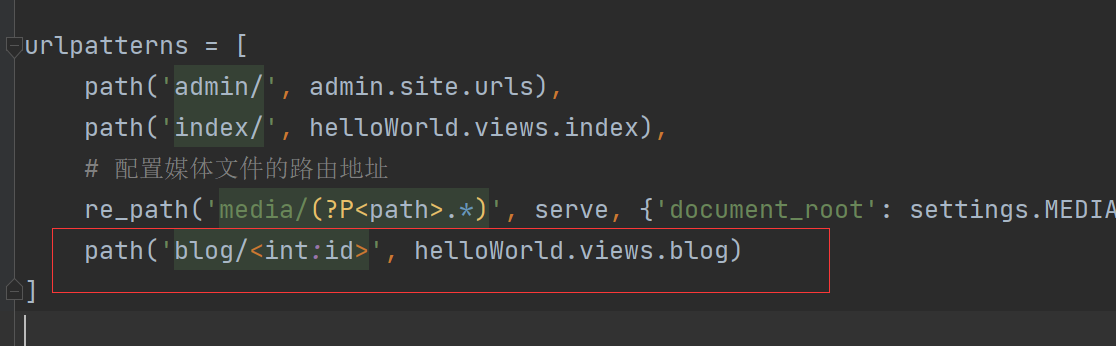 urlpatterns = [
    path('admin/', admin.site.urls),
    path('index/', helloWorld.views.index),
    # 配置媒体文件的路由地址
    re_path('media/(?P<path>.*)', serve, {'document_root': settings.MEDIA
    path('blog/<int:id>', helloWorld.views.blog)
]